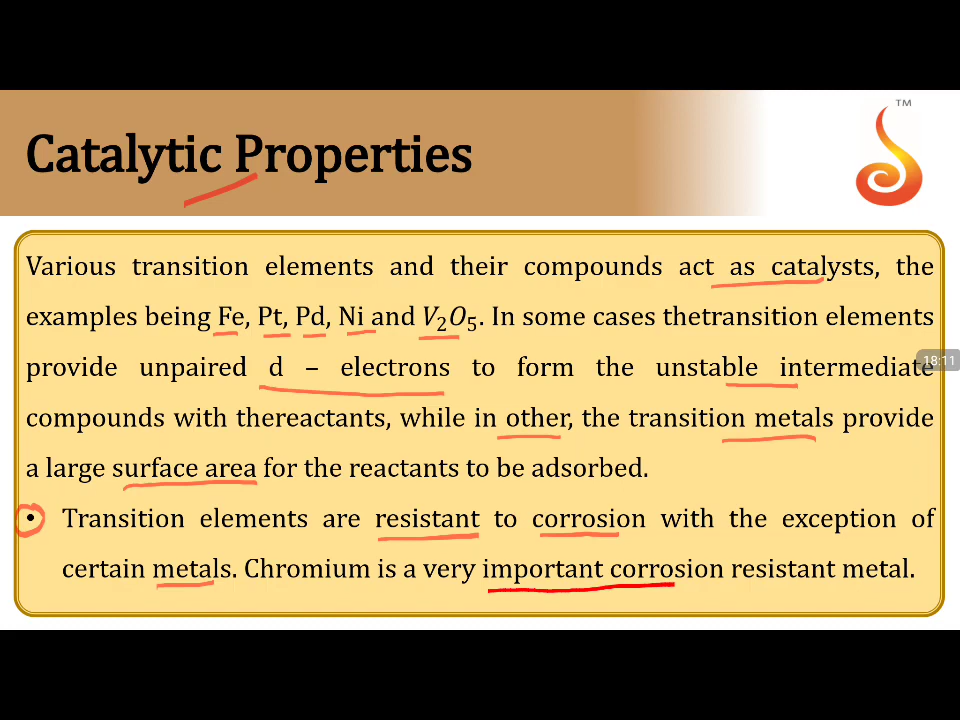 TM
Catalytic Properties
Various transition elements and their compounds act as catalysts, the
examples being Fe, Pt, Pd, Ni and V₂O₅. In some cases thetransition elements
18:11
provide unpaired d – electrons to form the unstable intermediate
compounds with thereactants, while in other, the transition metals provide
a large surface area for the reactants to be adsorbed.
• Transition elements are resistant to corrosion with the exception of
certain metals. Chromium is a very important corrosion resistant metal.